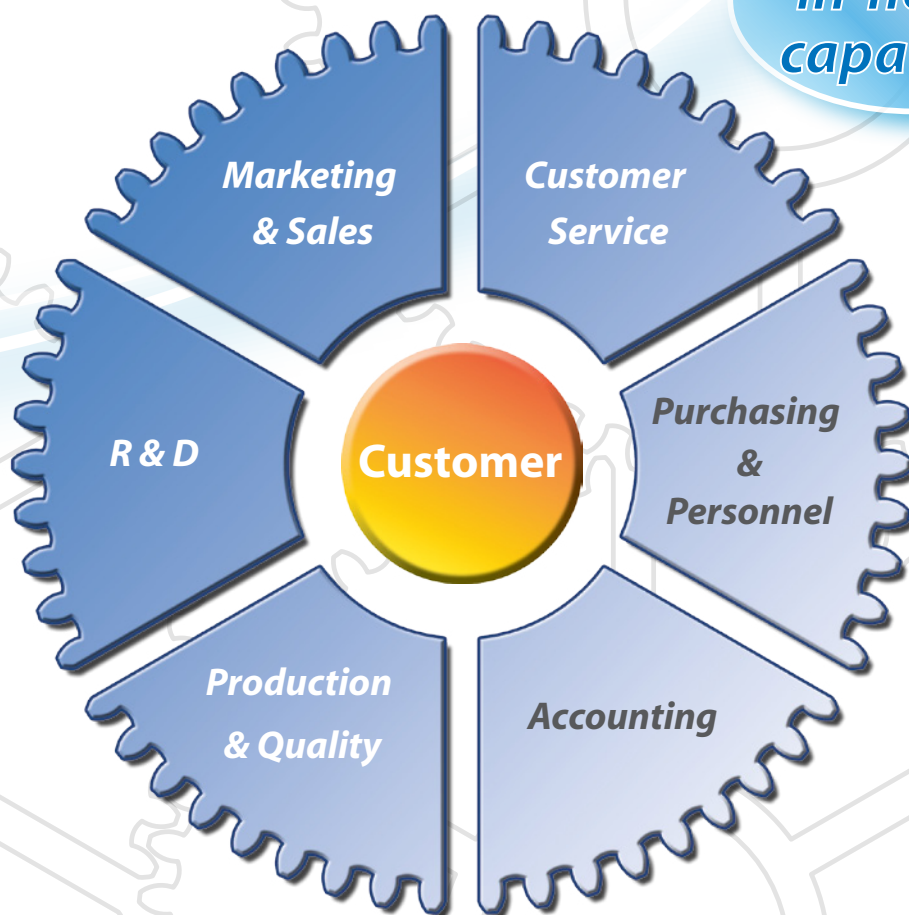 capa
Marketing
& Sales
Customer
Service
R & D
Customer
Purchasing
&
Personnel
Production
& Quality
Accounting